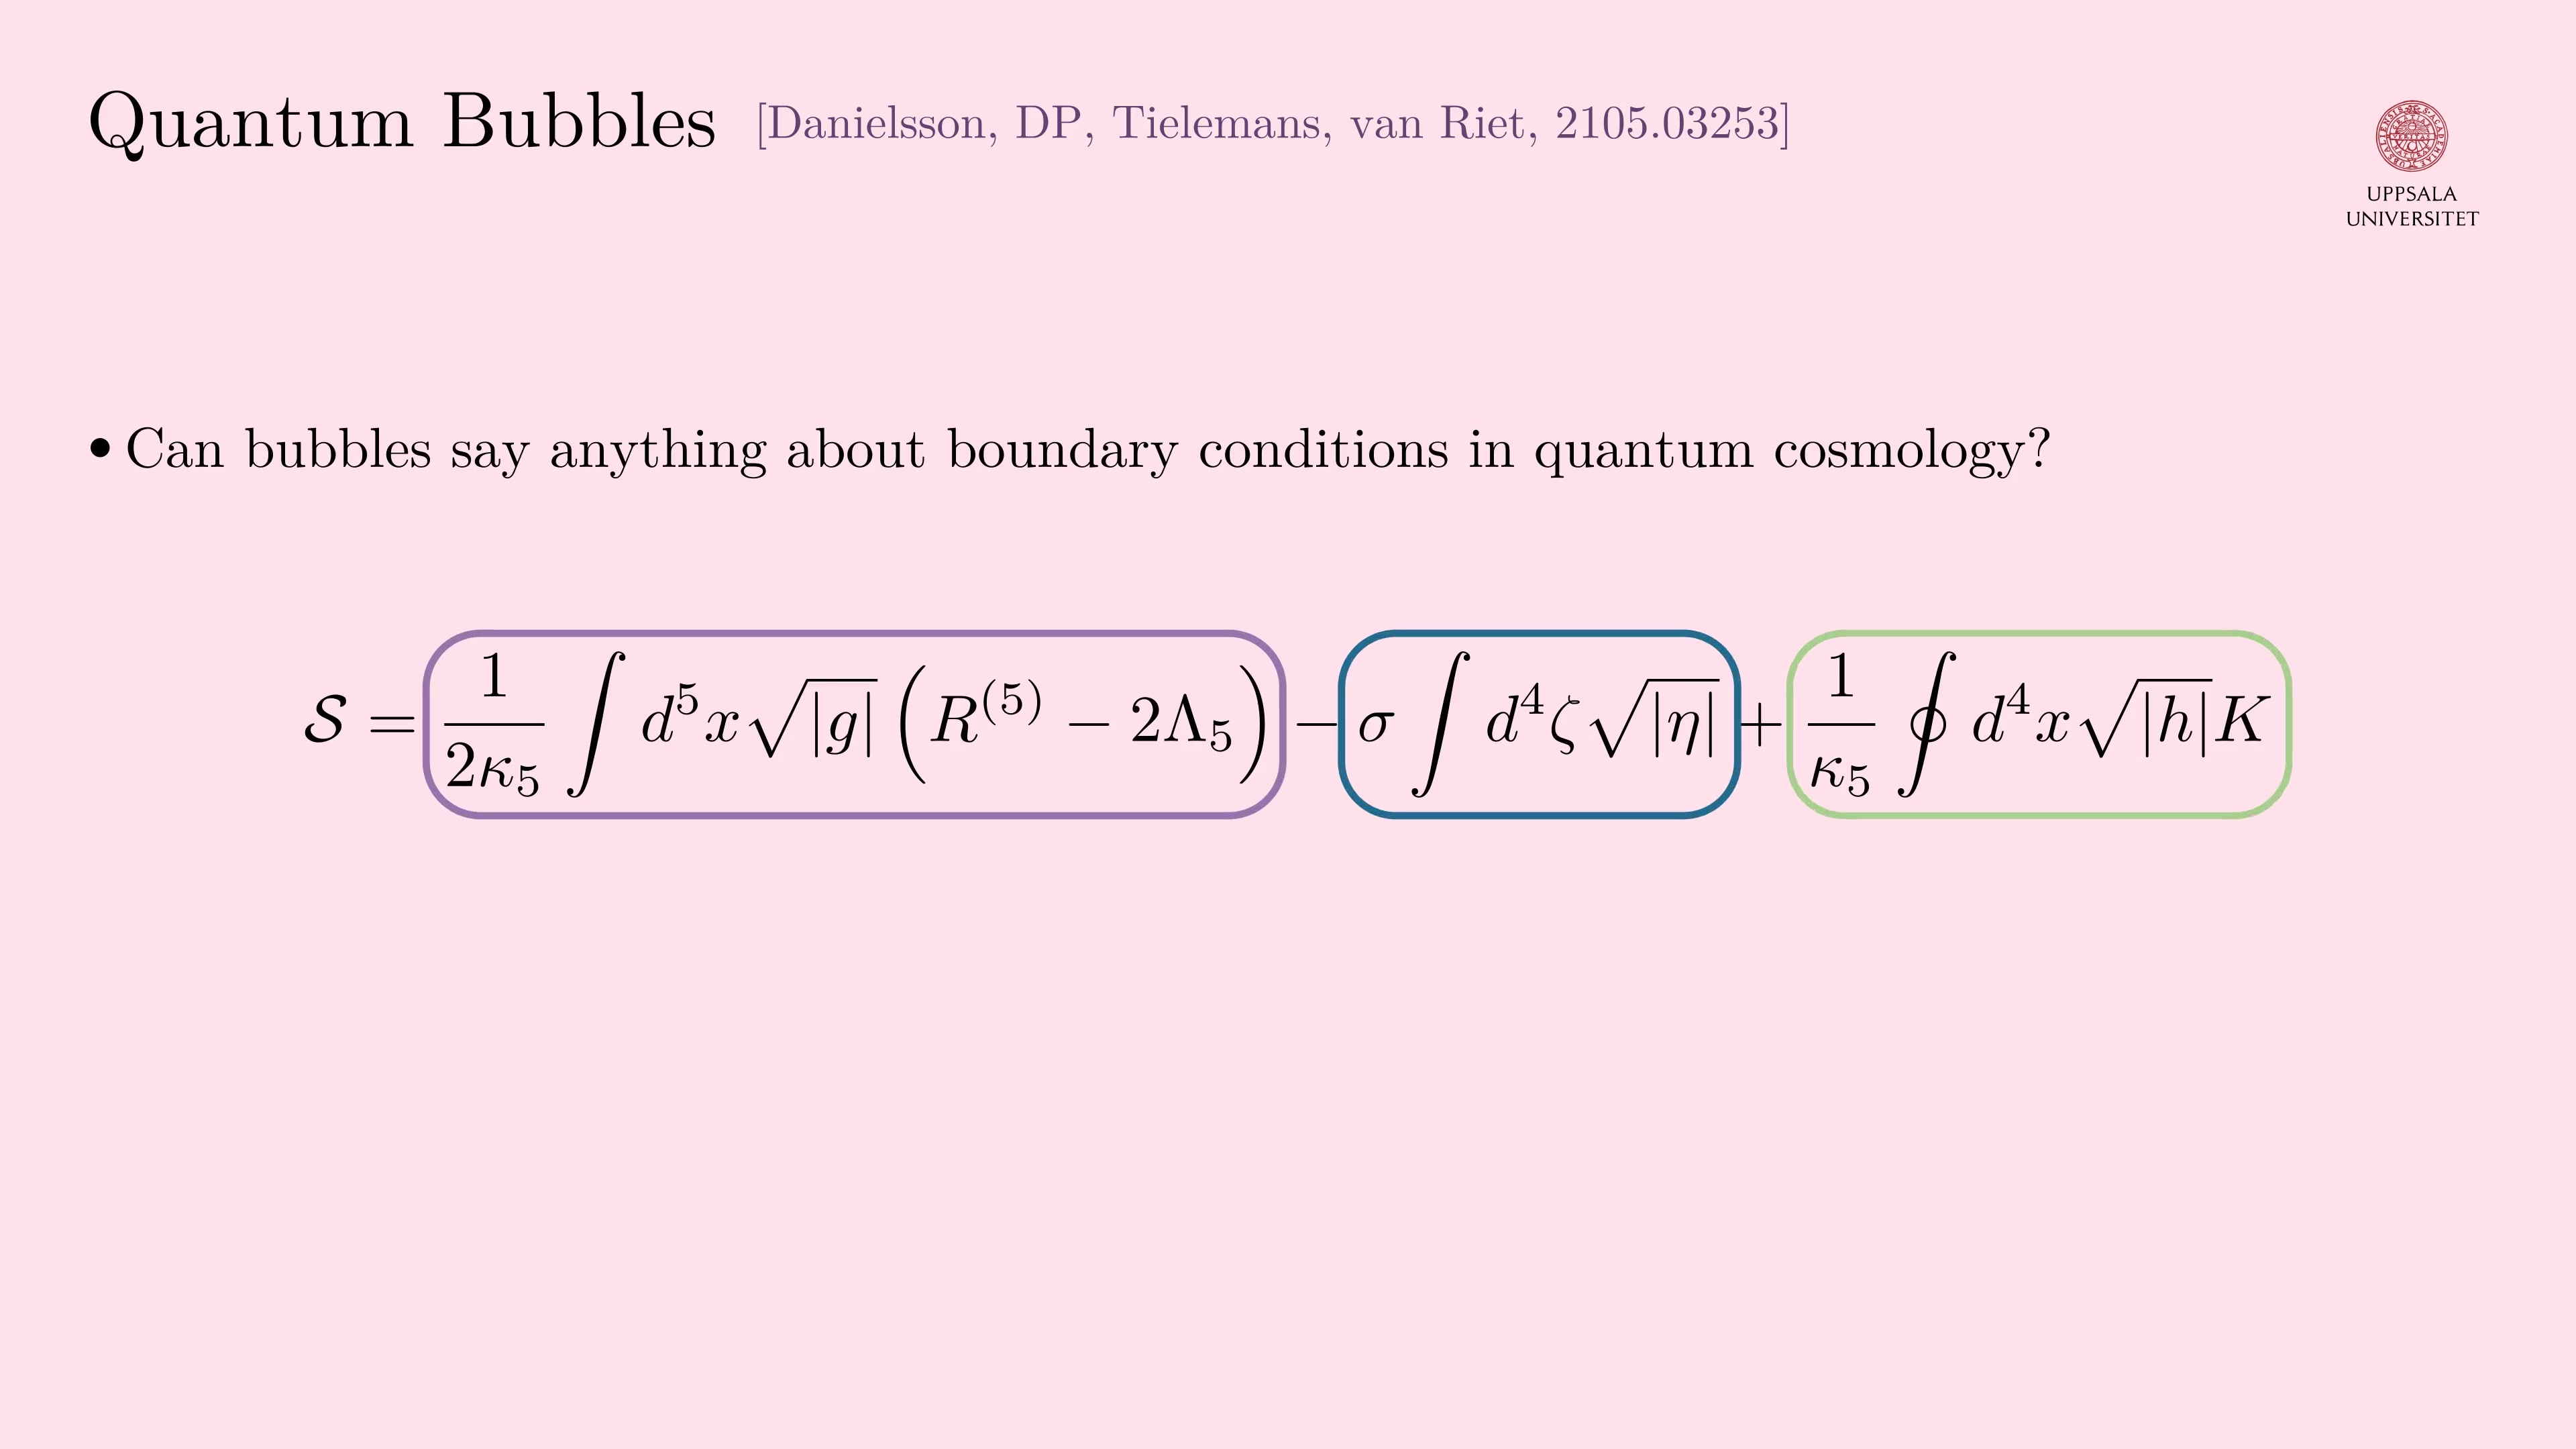 Quantum Bubbles [Danielsson, DP, Tielemans, van Riet, 2105.03253]
UPPSALA
UNIVERSITET
• Can bubbles say anything about boundary conditions in quantum cosmology?
$\mathcal{S} = \frac{1}{2\kappa_5} \int d^5x \sqrt{|g|} \left( R^{(5)} - 2\Lambda_5 \right) - \sigma \int d^4\zeta \sqrt{|\eta|} + \frac{1}{\kappa_5} \oint d^4x \sqrt{|h|} K$